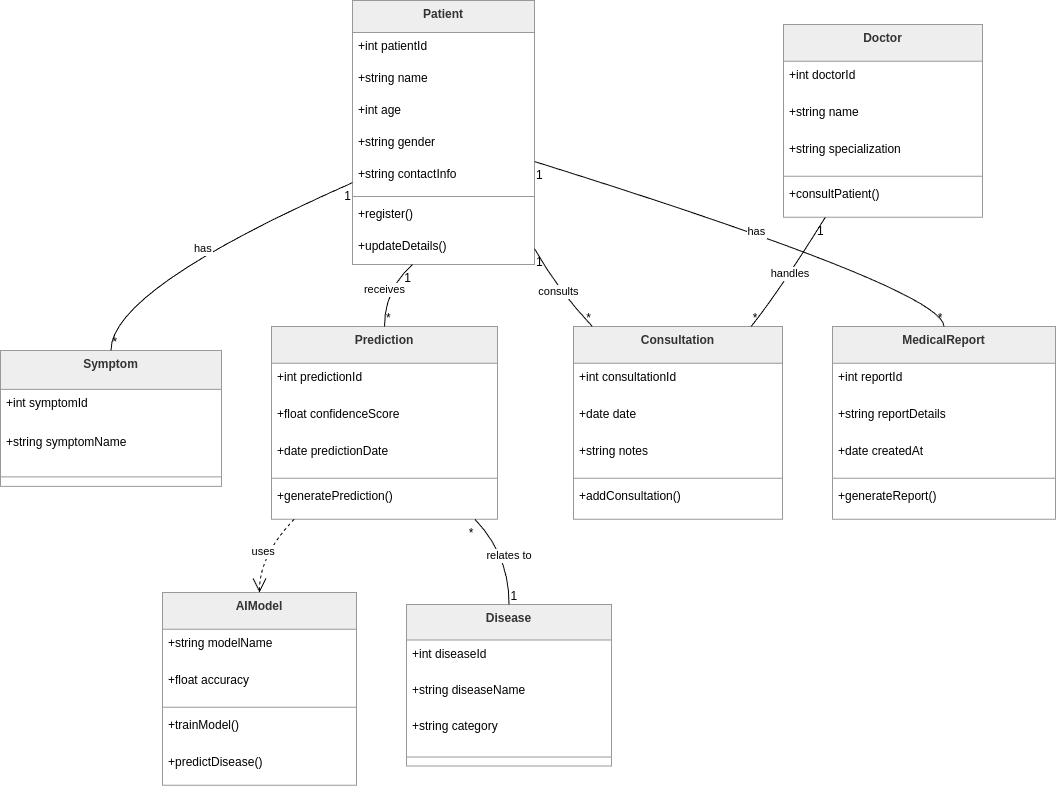 Patient
+int patientId
+string name
+int age
+string gender
+string contactInfo
+register()
+updateDetails()
Doctor
+int doctorId
+string name
+string specialization
+consultPatient()
1
has
*
1
receives
*
1
consults
*
1
has
*
1
handles
*
Symptom
+int symptomId
+string symptomName
Prediction
+int predictionId
+float confidenceScore
+date predictionDate
+generatePrediction()
Consultation
+int consultationId
+date date
+string notes
+addConsultation()
MedicalReport
+int reportId
+string reportDetails
+date createdAt
+generateReport()
uses
*
relates to
1
AIModel
+string modelName
+float accuracy
+trainModel()
+predictDisease()
Disease
+int diseaseId
+string diseaseName
+string category